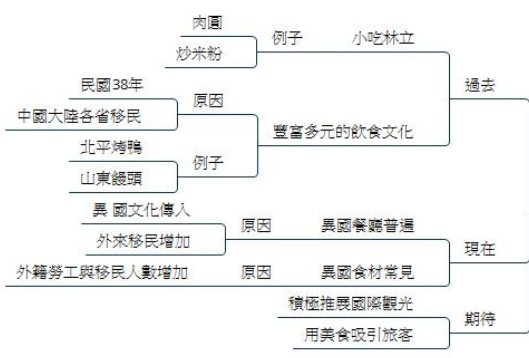 肉圓
炒米粉
例子
小吃林立
過去
民國38年
中國大陸各省移民
原因
豐富多元的飲食文化
北平烤鴨
山東饅頭
例子
異 國文化傳入
外來移民增加
原因
異國餐廳普遍
現在
外籍勞工與移民人數增加
原因
異國食材常見
積極推展國際觀光
用美食吸引旅客
期待